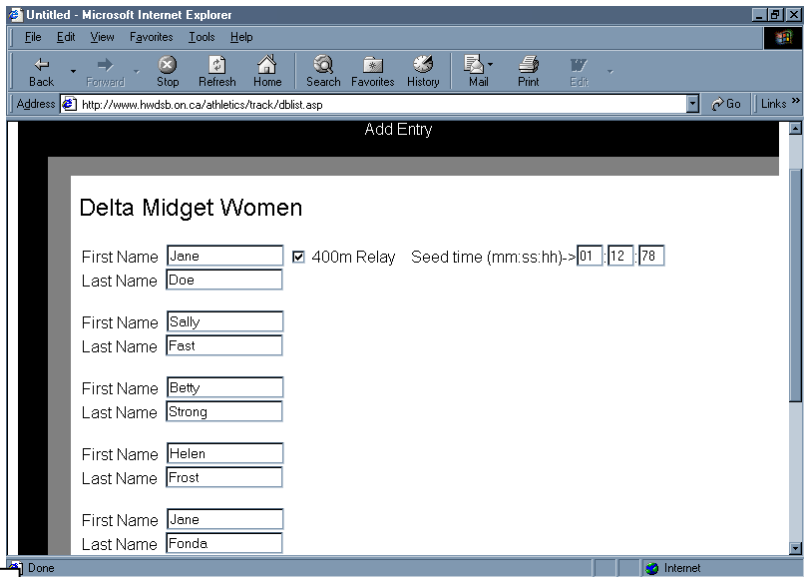 Untitled - Microsoft Internet Explorer
File Edit View Favorites Tools Help
Back Forward Stop Refresh Home Search Favorites History Mail Print Edit
Address http://www.hwdsb.on.ca/athletics/track/dblist.asp Go Links »
Add Entry
Delta Midget Women
First Name Jane 400m Relay Seed time (mm:ss:hh)-> 01 : 12 : 78
Last Name Doe
First Name Sally
Last Name Fast
First Name Betty
Last Name Strong
First Name Helen
Last Name Frost
First Name Jane
Last Name Fonda
Done Internet